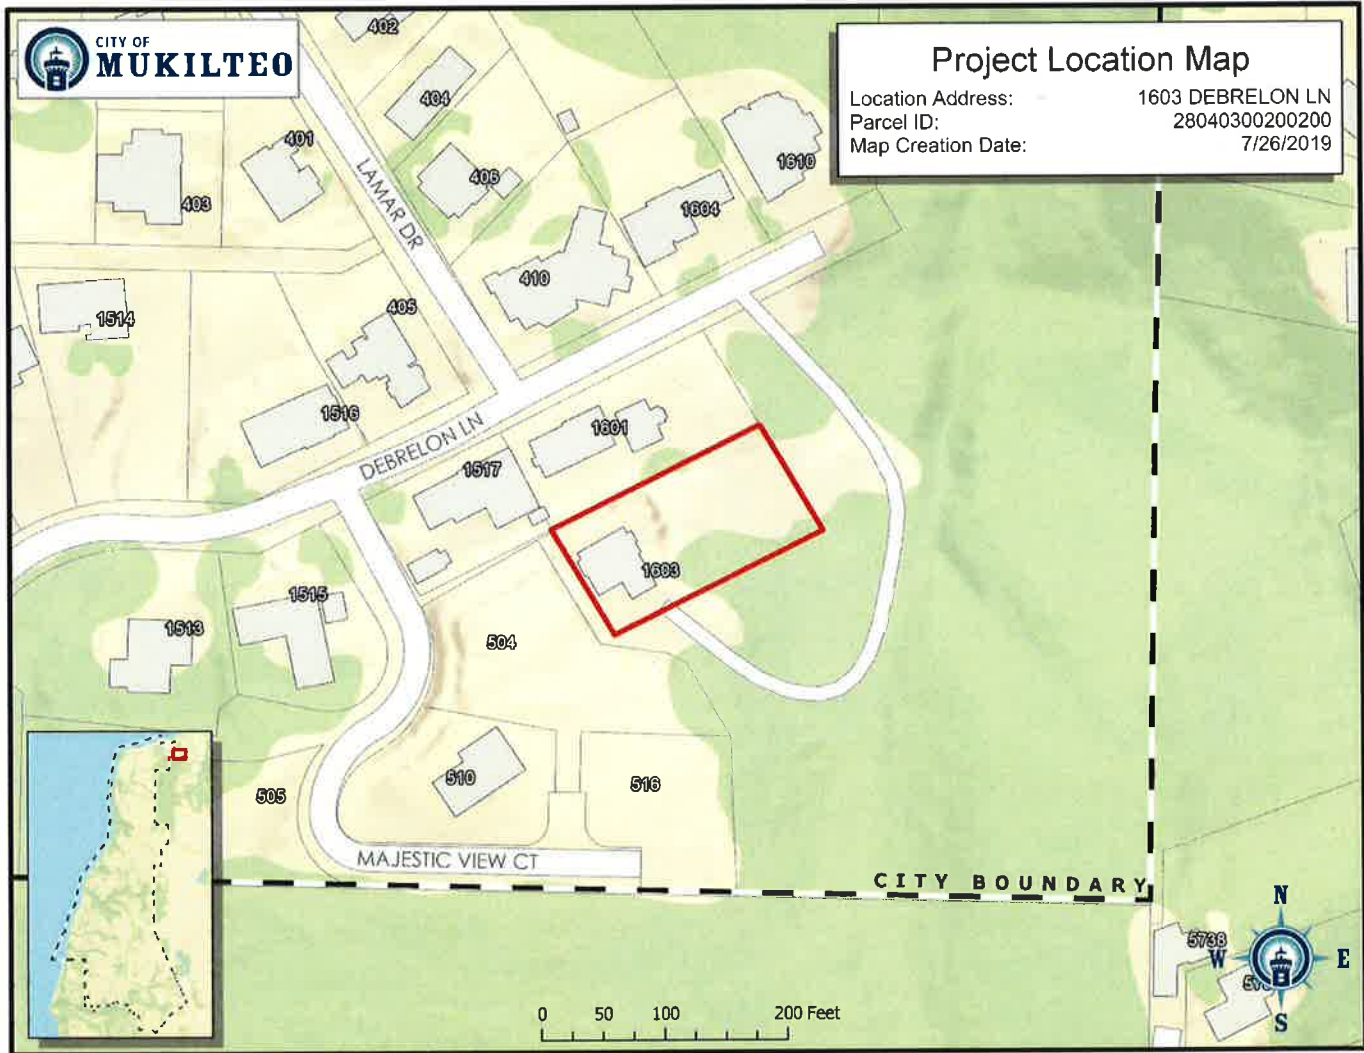 CITY OF
MUKILTEO
Project Location Map
Location Address: 1603 DEBRELON LN
Parcel ID: 28040300200200
Map Creation Date: 7/26/2019
402
404
401
406
1610
403
LAMAR DR
1604
410
405
1514
1516
1601
DEBRELON LN
1517
1603
1515
1513
504
510
516
505
MAJESTIC VIEW CT
CITY BOUNDARY
N
5738
W
E
S
0 50 100 200 Feet